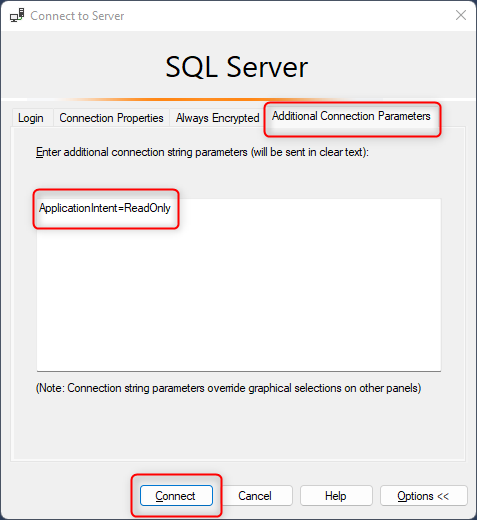 Connect to Server
SQL Server
Login Connection Properties Always Encrypted Additional Connection Parameters
Enter additional connection string parameters (will be sent in clear text):
ApplicationIntent=ReadOnly
(Note: Connection string parameters override graphical selections on other panels)
Connect Cancel Help Options <<